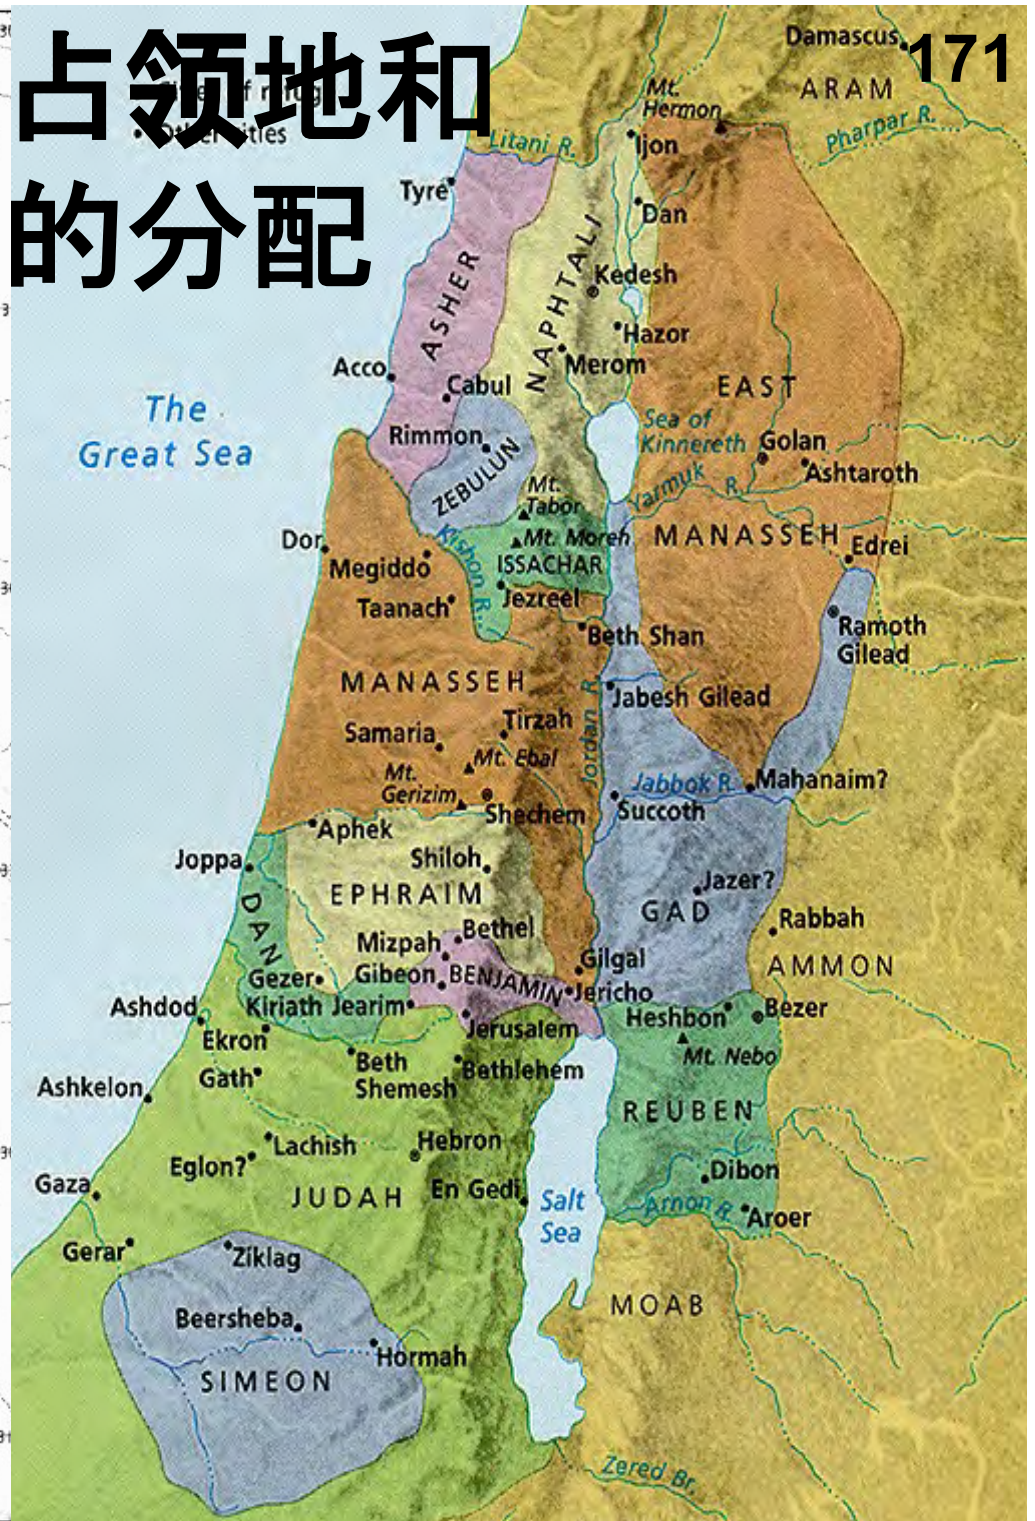 占领地和
的分配
171
Other cities
Damascus
ARAM
Mt.
Hermon
Pharpar R.
Litani R.
Ijon
Tyre
Dan
ASHER
NAPHTALI
Kedesh
Hazor
Merom
Acco
Cabul
EAST
The
Great Sea
Sea of
Kinnereth
Golan
Ashtaroth
Rimmon
ZEBULUN
Mt.
Tabor
Yarmuk R.
Mt. Moreh
MANASSEH
Edrei
Dor
Kishon R.
ISSACHAR
Megiddo
Jezreel
Taanach
Beth Shan
Ramoth
Gilead
MANASSEH
Jabesh Gilead
Jordan R.
Tirzah
Samaria
Mt. Ebal
Mt.
Gerizim
Jabbok R.
Mahanaim?
Shechem
Succoth
Aphek
Joppa
Shiloh
EPHRAIM
Jazer?
GAD
DAN
Rabbah
Bethel
Mizpah
AMMON
Gilgal
Gezer
Gibeon
BENJAMIN
Jericho
Kiriath Jearim
Ashdod
Heshbon
Bezer
Jerusalem
Ekron
Mt. Nebo
Beth
Shemesh
Bethlehem
Gath
Ashkelon
REUBEN
Lachish
Hebron
Eglon?
Dibon
Gaza
JUDAH
En Gedi
Salt
Sea
Arnon R.
Aroer
Gerar
Ziklag
MOAB
Beersheba
Hormah
SIMEON
Zered Br.